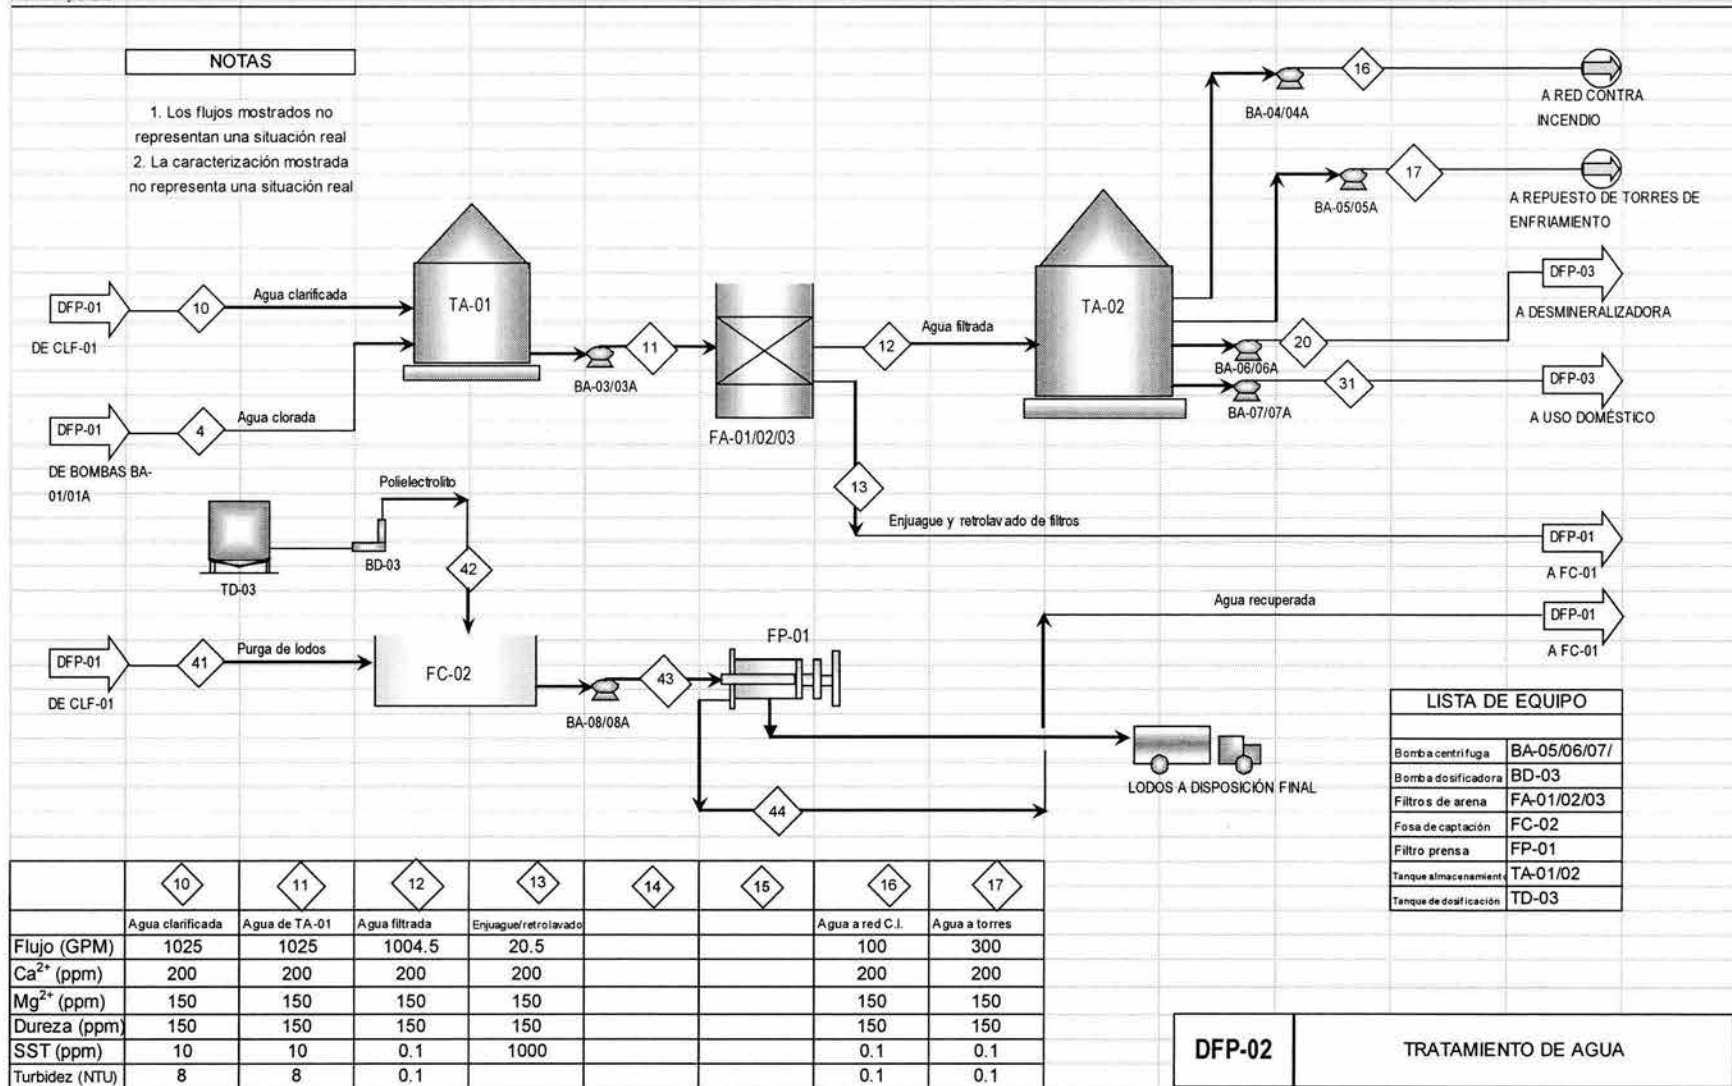 NOTAS
1. Los flujos mostrados no
representan una situación real
2. La caracterización mostrada
no representa una situación real
16
BA-04/04A
A RED CONTRA
INCENDIO
17
BA-05/05A
A REPUESTO DE TORRES DE
ENFRIAMIENTO
DFP-01
10
Agua clarificada
DE CLF-01
TA-01
BA-03/03A
11
FA-01/02/03
12
Agua filtrada
TA-02
BA-06/06A
20
DFP-03
A DESMINERALIZADORA
BA-07/07A
31
DFP-03
A USO DOMÉSTICO
DFP-01
4
Agua clorada
DE BOMBAS BA-
01/01A
13
Enjuague y retrolavado de filtros
DFP-01
A FC-01
TD-03
BD-03
Polielectrolito
42
DFP-01
41
Purga de lodos
DE CLF-01
FC-02
BA-08/08A
43
FP-01
Agua recuperada
DFP-01
A FC-01
LODOS A DISPOSICIÓN FINAL
44
LISTA DE EQUIPO
Bomba centrifuga BA-05/06/07/
Bomba dosificadora BD-03
Filtros de arena FA-01/02/03
Fosa de captación FC-02
Filtro prensa FP-01
Tanque almacenamiento TA-01/02
Tanque de dosificación TD-03
10 11 12 13 14 15 16 17
Agua clarificada Agua de TA-01 Agua filtrada Enjuague/retrolavado Agua a red C.I. Agua a torres
Flujo (GPM) 1025 1025 1004.5 20.5 100 300
Ca2+ (ppm) 200 200 200 200 200 200
Mg2+ (ppm) 150 150 150 150 150 150
Dureza (ppm) 150 150 150 150 150 150
SST (ppm) 10 10 0.1 1000 0.1 0.1
Turbidez (NTU) 8 8 0.1 0.1 0.1
DFP-02
TRATAMIENTO DE AGUA